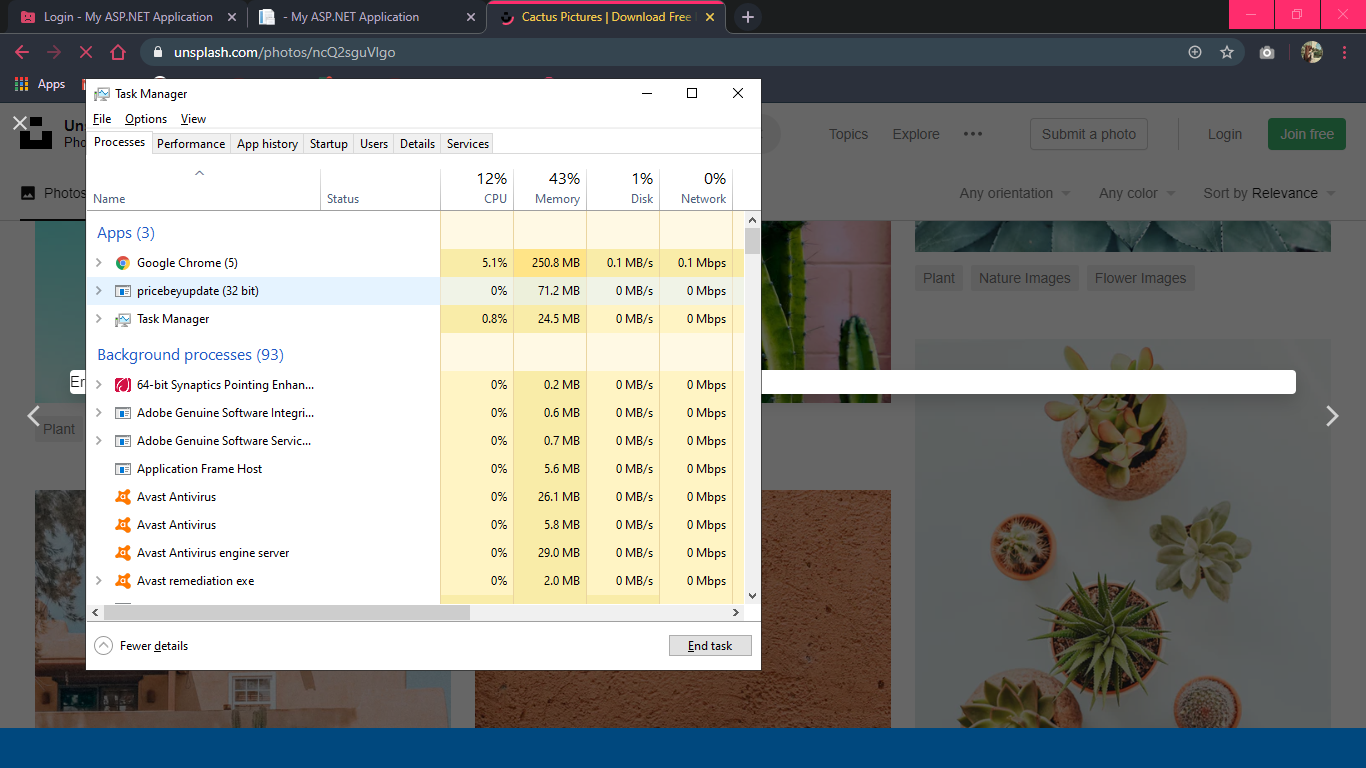 Login - My ASP.NET Application
- My ASP.NET Application
Cactus Pictures | Download Free
unsplash.com/photos/ncQ2sguVlgo
Apps
Task Manager
File Options View
Processes Performance App history Startup Users Details Services
12% 43% 1% 0%
Name Status CPU Memory Disk Network
Apps (3)
Google Chrome (5) 5.1% 250.8 MB 0.1 MB/s 0.1 Mbps
pricebeyupdate (32 bit) 0% 71.2 MB 0 MB/s 0 Mbps
Task Manager 0.8% 24.5 MB 0 MB/s 0 Mbps
Background processes (93)
64-bit Synaptics Pointing Enhan... 0% 0.2 MB 0 MB/s 0 Mbps
Adobe Genuine Software Integri... 0% 0.6 MB 0 MB/s 0 Mbps
Adobe Genuine Software Servic... 0% 0.7 MB 0 MB/s 0 Mbps
Application Frame Host 0% 5.6 MB 0 MB/s 0 Mbps
Avast Antivirus 0% 26.1 MB 0 MB/s 0 Mbps
Avast Antivirus 0% 5.8 MB 0 MB/s 0 Mbps
Avast Antivirus engine server 0% 29.0 MB 0 MB/s 0 Mbps
Avast remediation exe 0% 2.0 MB 0 MB/s 0 Mbps
Fewer details
End task
Topics Explore Submit a photo Login Join free
Photos
Any orientation Any color Sort by Relevance
Plant Nature Images Flower Images
Plant